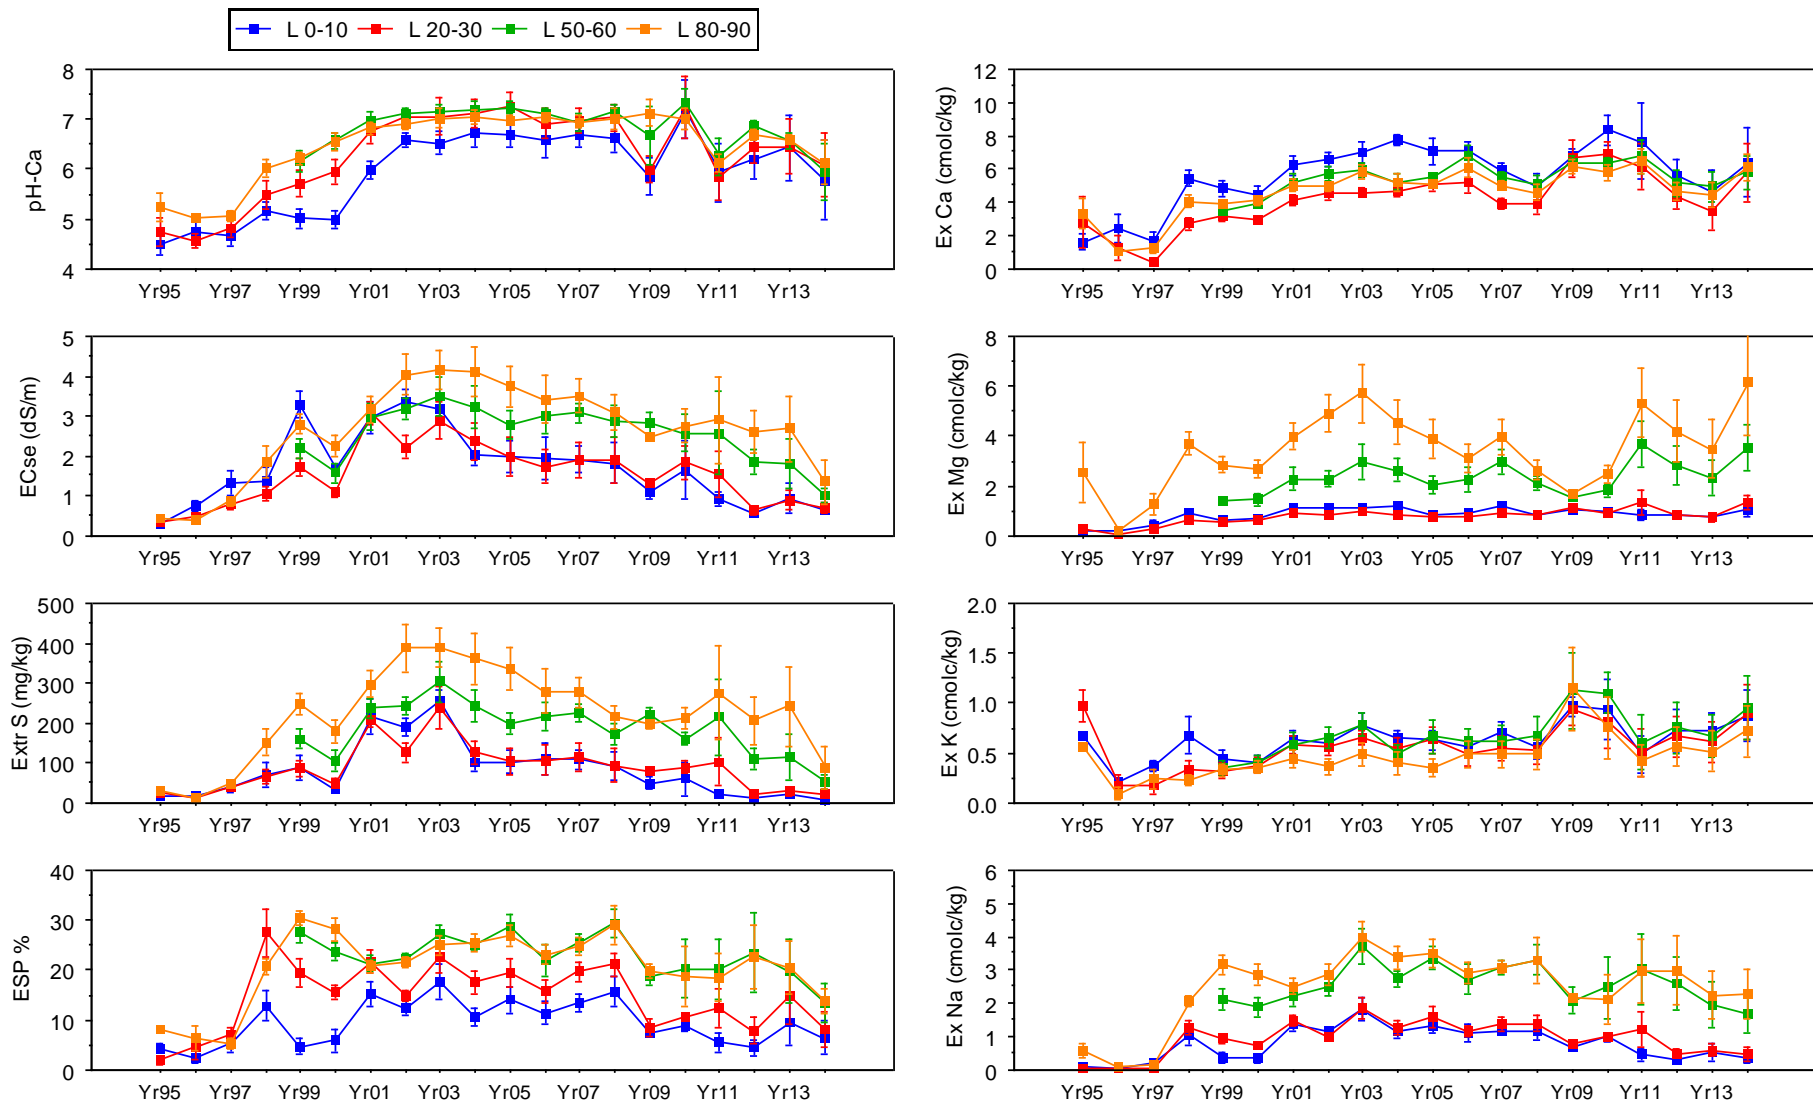 L 0-10 L 20-30 L 50-60 L 80-90
pH-Ca
8
7
6
5
4
Yr95 Yr97 Yr99 Yr01 Yr03 Yr05 Yr07 Yr09 Yr11 Yr13
Ex Ca (cmolc/kg)
12
10
8
6
4
2
0
Yr95 Yr97 Yr99 Yr01 Yr03 Yr05 Yr07 Yr09 Yr11 Yr13
ECse (dS/m)
5
4
3
2
1
0
Yr95 Yr97 Yr99 Yr01 Yr03 Yr05 Yr07 Yr09 Yr11 Yr13
Ex Mg (cmolc/kg)
8
6
4
2
0
Yr95 Yr97 Yr99 Yr01 Yr03 Yr05 Yr07 Yr09 Yr11 Yr13
Extr S (mg/kg)
500
400
300
200
100
0
Yr95 Yr97 Yr99 Yr01 Yr03 Yr05 Yr07 Yr09 Yr11 Yr13
Ex K (cmolc/kg)
2.0
1.5
1.0
0.5
0.0
Yr95 Yr97 Yr99 Yr01 Yr03 Yr05 Yr07 Yr09 Yr11 Yr13
ESP %
40
30
20
10
0
Yr95 Yr97 Yr99 Yr01 Yr03 Yr05 Yr07 Yr09 Yr11 Yr13
Ex Na (cmolc/kg)
6
5
4
3
2
1
0
Yr95 Yr97 Yr99 Yr01 Yr03 Yr05 Yr07 Yr09 Yr11 Yr13